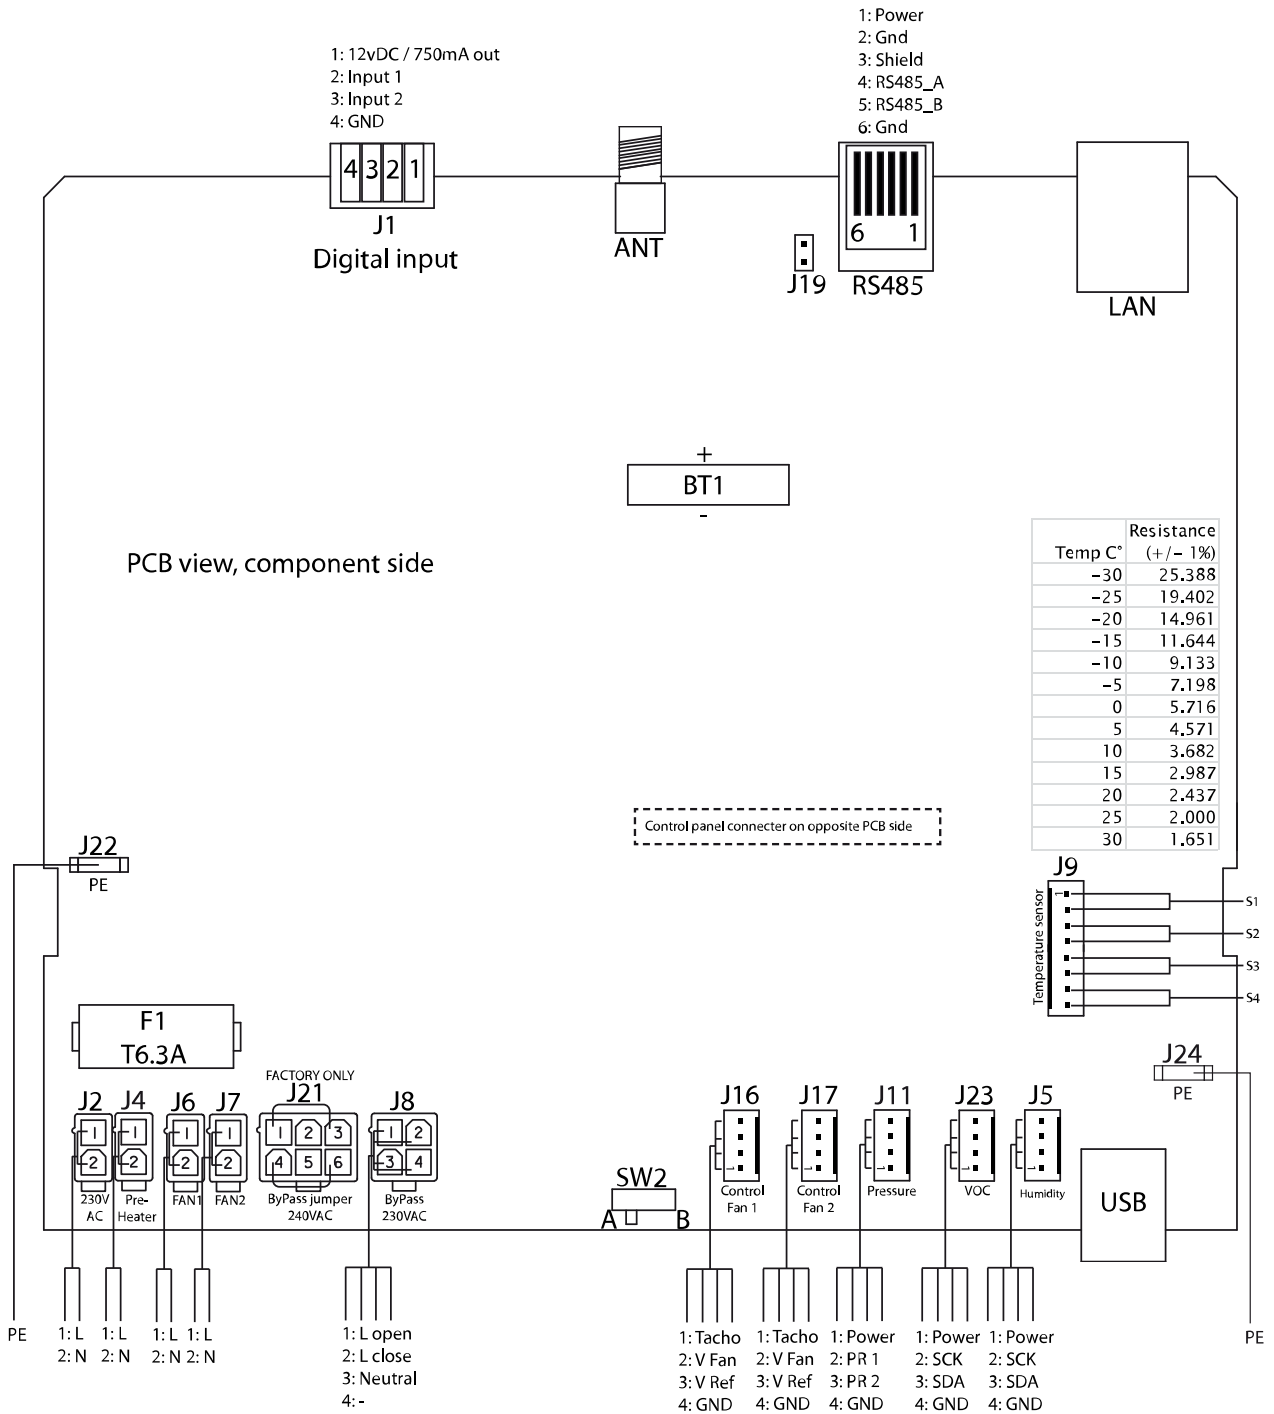 1: Power
2: Gnd
3: Shield
4: RS485_A
5: RS485_B
6: Gnd
1: 12vDC / 750mA out
2: Input 1
3: Input 2
4: GND
4 3 2 1
J1
Digital input
ANT
J19
6 1
RS485
LAN
+
BT1
-
PCB view, component side
Temp C° Resistance (+/- 1%)
-30 25.388
-25 19.402
-20 14.961
-15 11.644
-10 9.133
-5 7.198
0 5.716
5 4.571
10 3.682
15 2.987
20 2.437
25 2.000
30 1.651
Control panel connecter on opposite PCB side
J22
PE
J9
Temperature sensor
1
S1
S2
S3
S4
F1
T6.3A
J24
PE
FACTORY ONLY
J2 J4 J6 J7 J21 J8
1 1 1 1 1 2 3 1 2
2 2 2 2 4 5 6 3 4
230V AC
Pre-Heater
FAN1
FAN2
ByPass jumper
240VAC
ByPass
230VAC
SW2
A B
J16 J17 J11 J23 J5
1 1 1 1 1
Control Fan 1
Control Fan 2
Pressure
VOC
Humidity
USB
PE
1: L
2: N
1: L
2: N
1: L
2: N
1: L
2: N
1: L open
2: L close
3: Neutral
4: -
1: Tacho
2: V Fan
3: V Ref
4: GND
1: Tacho
2: V Fan
3: V Ref
4: GND
1: Power
2: PR 1
3: PR 2
4: GND
1: Power
2: SCK
3: SDA
4: GND
1: Power
2: SCK
3: SDA
4: GND
PE